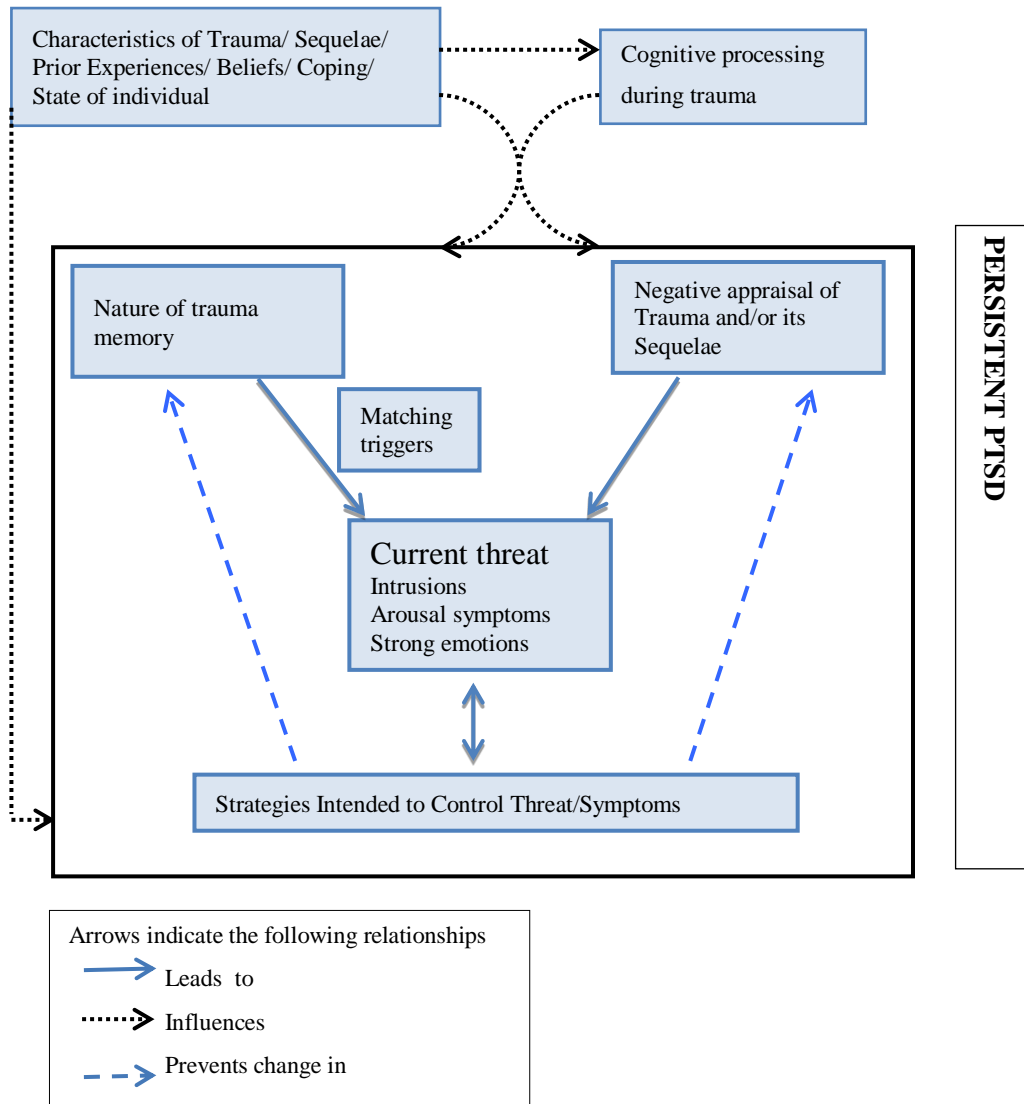 Characteristics of Trauma/ Sequelae/
Prior Experiences/ Beliefs/ Coping/
State of individual
Cognitive processing
during trauma
Nature of trauma
memory
Negative appraisal of
Trauma and/or its
Sequelae
Matching
triggers
Current threat
Intrusions
Arousal symptoms
Strong emotions
Strategies Intended to Control Threat/Symptoms
PERSISTENT PTSD
Arrows indicate the following relationships
Leads to
Influences
Prevents change in